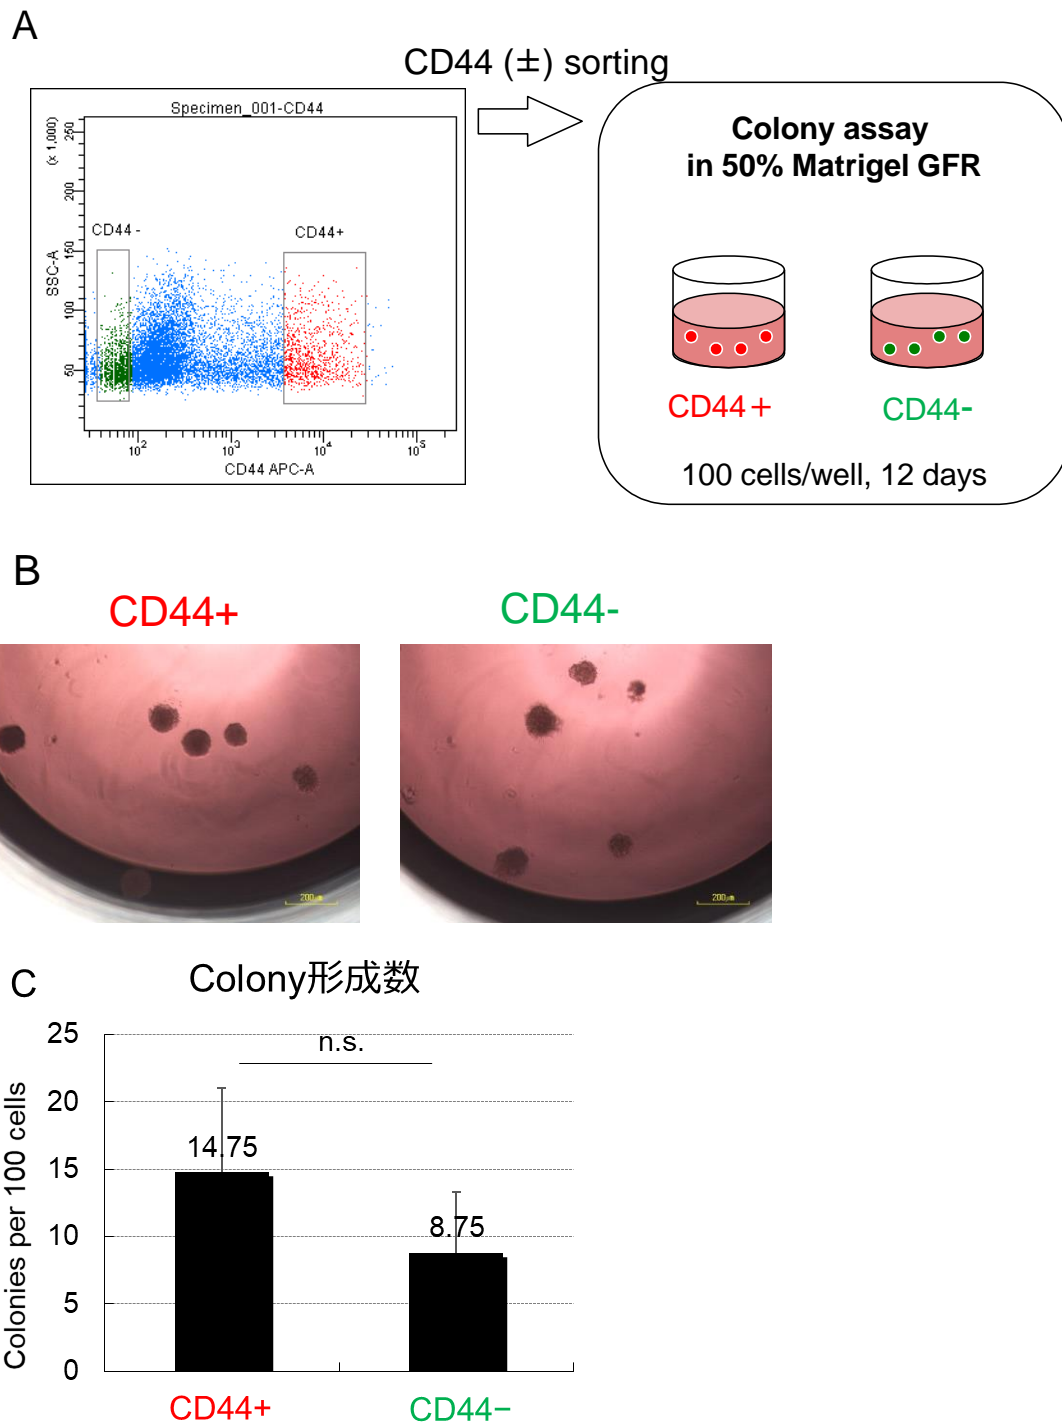 A
CD44 (±) sorting
Specimen_001-CD44
(x 1,000)
250
200
150
100
50
SSC-A
CD44 -
CD44+
10² 10³ 10⁴ 10⁵
CD44 APC-A
Colony assay
in 50% Matrigel GFR
CD44＋
CD44-
100 cells/well, 12 days
B
CD44+
CD44-
200μm
200μm
C
Colony形成数
Colonies per 100 cells
25
20
15
10
5
0
n.s.
14.75
8.75
CD44+
CD44−